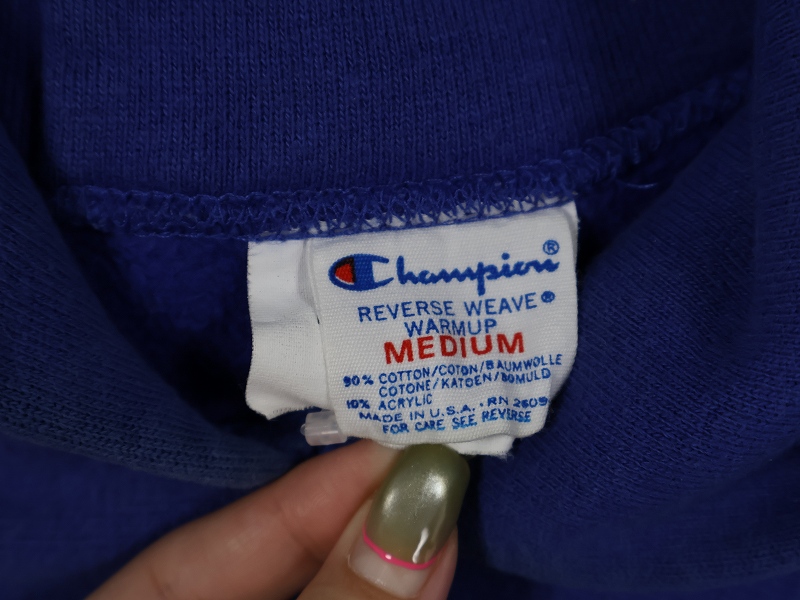 Champion®
REVERSE WEAVE®
WARMUP
MEDIUM
90% COTTON/COTON/BAUMWOLLE
COTONE/KATOEN/BOMULD
10% ACRYLIC
MADE IN U.S.A. · RN 26094
FOR CARE SEE REVERSE